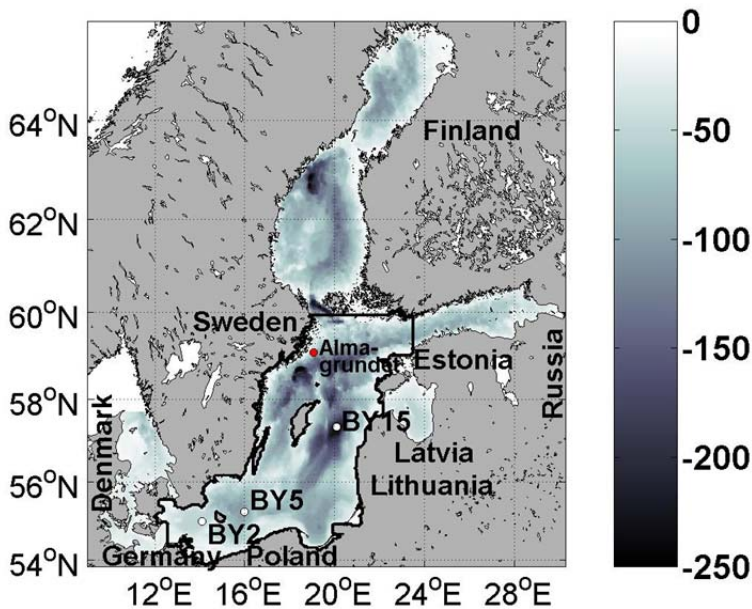 0
64°N
Finland
-50
62°N
-100
60°N
Sweden
Alma-
grundet
Estonia
Russia
58°N
-150
BY15
Denmark
Latvia
Lithuania
-200
56°N
BY5
BY2
Germany
Poland
54°N
-250
12°E
16°E
20°E
24°E
28°E